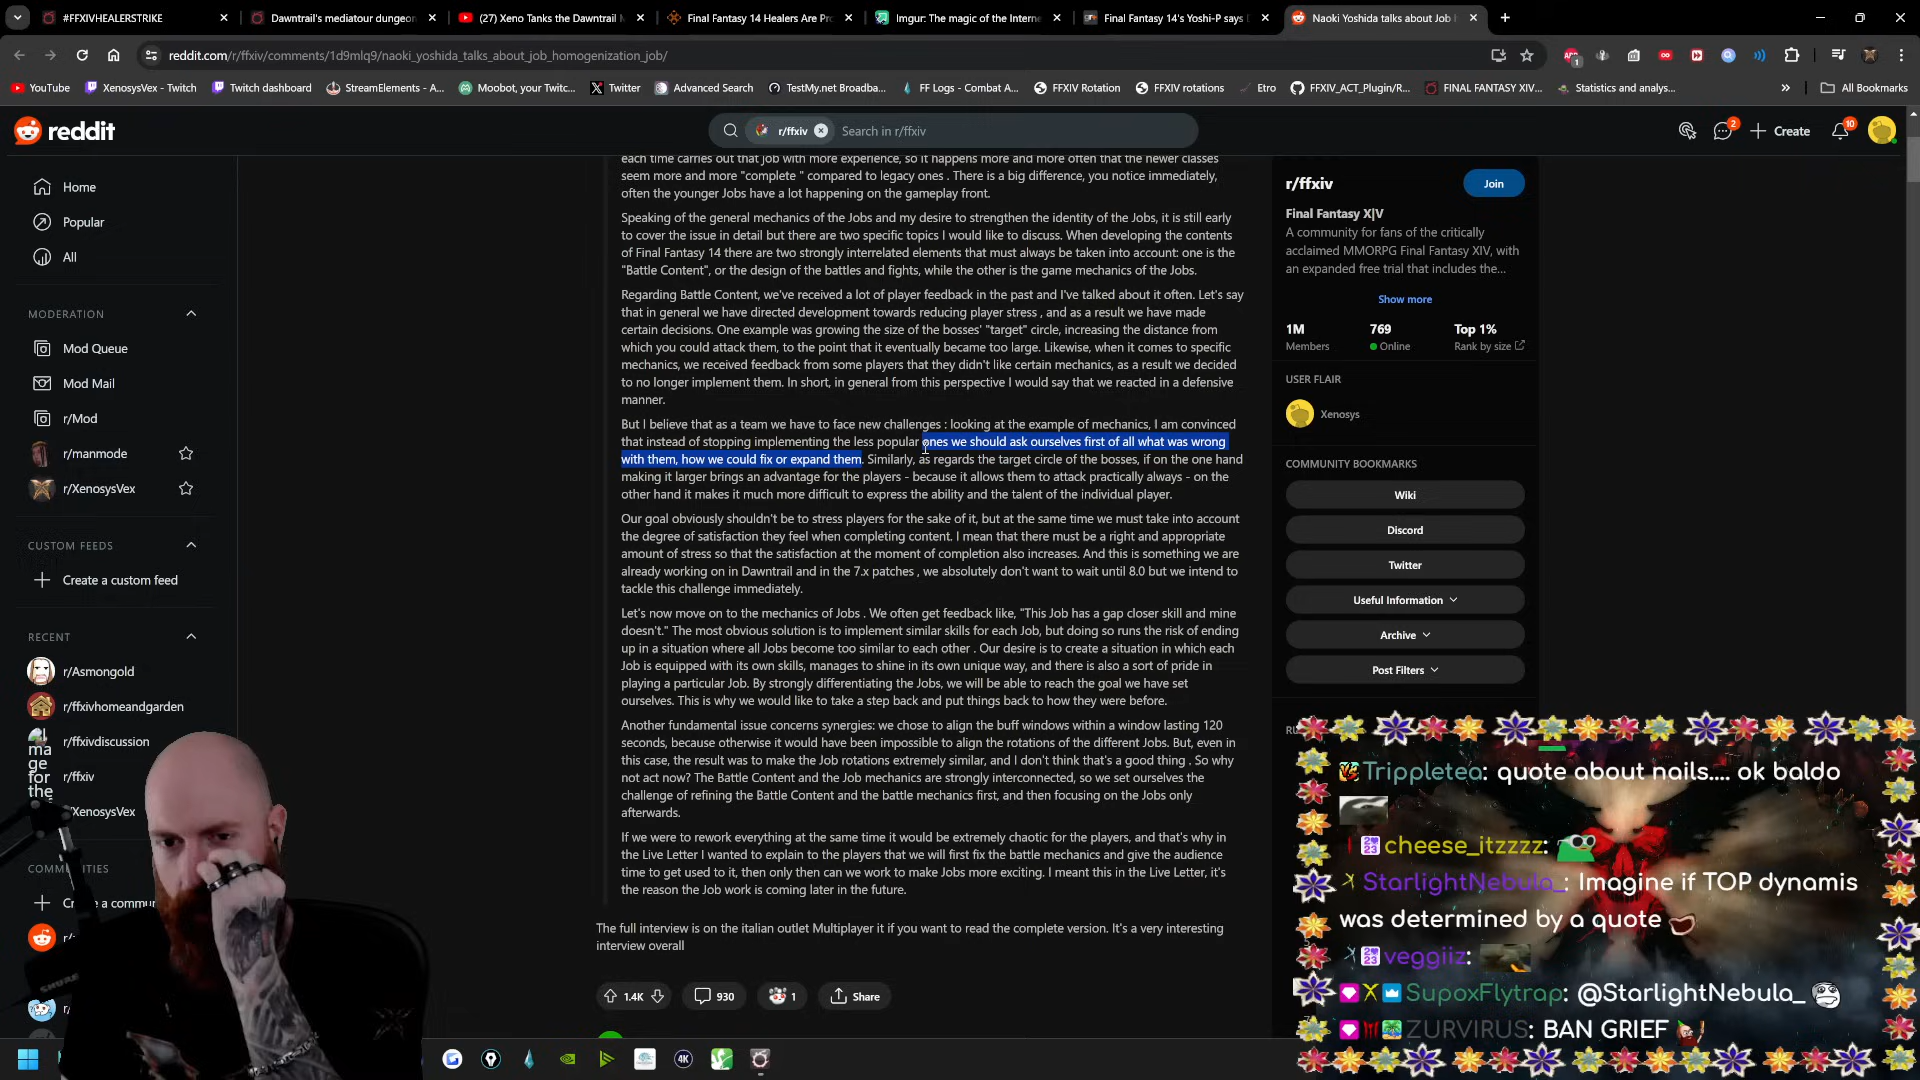 #FFXIVHEALERSTRIKE
Dawntrail's mediatour dungeon
(27) Xeno Tanks the Dawntrail M
Final Fantasy 14 Healers Are Pro
Imgur: The magic of the Interne
Final Fantasy 14's Yoshi-P says
Naoki Yoshida talks about Job H
reddit.com/r/ffxiv/comments/1d9mlq9/naoki_yoshida_talks_about_job_homogenization_job/
YouTube
XenosysVex - Twitch
Twitch dashboard
StreamElements - A...
Moobot, your Twitc...
Twitter
Advanced Search
TestMy.net Broadba...
FF Logs - Combat A...
FFXIV Rotation
FFXIV rotations
Etro
FFXIV_ACT_Plugin/R...
FINAL FANTASY XIV...
Statistics and analys...
All Bookmarks
reddit
r/ffxiv
Search in r/ffxiv
2
Create
10
Home
Popular
All
MODERATION
Mod Queue
Mod Mail
r/Mod
r/manmode
r/XenosysVex
CUSTOM FEEDS
Create a custom feed
RECENT
r/Asmongold
r/ffxivhomeandgarden
r/ffxivdiscussion
r/ffxiv
r/XenosysVex
COMMUNITIES
Create a commu
each time carries out that job with more experience, so it happens more and more often that the newer classes
seem more and more "complete " compared to legacy ones . There is a big difference, you notice immediately,
often the younger Jobs have a lot happening on the gameplay front.
Speaking of the general mechanics of the Jobs and my desire to strengthen the identity of the Jobs, it is still early
to cover the issue in detail but there are two specific topics I would like to discuss. When developing the contents
of Final Fantasy 14 there are two strongly interrelated elements that must always be taken into account: one is the
"Battle Content", or the design of the battles and fights, while the other is the game mechanics of the Jobs.
Regarding Battle Content, we've received a lot of player feedback in the past and I've talked about it often. Let's say
that in general we have directed development towards reducing player stress , and as a result we have made
certain decisions. One example was growing the size of the bosses' "target" circle, increasing the distance from
which you could attack them, to the point that it eventually became too large. Likewise, when it comes to specific
mechanics, we received feedback from some players that they didn't like certain mechanics, as a result we decided
to no longer implement them. In short, in general from this perspective I would say that we reacted in a defensive
manner.
But I believe that as a team we have to face new challenges : looking at the example of mechanics, I am convinced
that instead of stopping implementing the less popular ones we should ask ourselves first of all what was wrong
with them, how we could fix or expand them. Similarly, as regards the target circle of the bosses, if on the one hand
making it larger brings an advantage for the players - because it allows them to attack practically always - on the
other hand it makes it much more difficult to express the ability and the talent of the individual player.
Our goal obviously shouldn't be to stress players for the sake of it, but at the same time we must take into account
the degree of satisfaction they feel when completing content. I mean that there must be a right and appropriate
amount of stress so that the satisfaction at the moment of completion also increases. And this is something we are
already working on in Dawntrail and in the 7.x patches , we absolutely don't want to wait until 8.0 but we intend to
tackle this challenge immediately.
Let's now move on to the mechanics of Jobs . We often get feedback like, "This Job has a gap closer skill and mine
doesn't." The most obvious solution is to implement similar skills for each Job, but doing so runs the risk of ending
up in a situation where all Jobs become too similar to each other . Our desire is to create a situation in which each
Job is equipped with its own skills, manages to shine in its own unique way, and there is also a sort of pride in
playing a particular Job. By strongly differentiating the Jobs, we will be able to reach the goal we have set
ourselves. This is why we would like to take a step back and put things back to how they were before.
Another fundamental issue concerns synergies: we chose to align the buff windows within a window lasting 120
seconds, because otherwise it would have been impossible to align the rotations of the different Jobs. But, even in
this case, the result was to make the Job rotations extremely similar, and I don't think that's a good thing . So why
not act now? The Battle Content and the Job mechanics are strongly interconnected, so we set ourselves the
challenge of refining the Battle Content and the battle mechanics first, and then focusing on the Jobs only
afterwards.
If we were to rework everything at the same time it would be extremely chaotic for the players, and that's why in
the Live Letter I wanted to explain to the players that we will first fix the battle mechanics and give the audience
time to get used to it, then only then can we work to make Jobs more exciting. I meant this in the Live Letter, it's
the reason the Job work is coming later in the future.
The full interview is on the italian outlet Multiplayer it if you want to read the complete version. It's a very interesting
interview overall
1.4K
930
1
Share
r/ffxiv
Join
Final Fantasy X|V
A community for fans of the critically
acclaimed MMORPG Final Fantasy XIV, with
an expanded free trial that includes the...
Show more
1M
769
Top 1%
Members
Online
Rank by size
USER FLAIR
Xenosys
COMMUNITY BOOKMARKS
Wiki
Discord
Twitter
Useful Information
Archive
Post Filters
Trippletea: quote about nails.... ok baldo
cheese_itzzzz:
StarlightNebula_: Imagine if TOP dynamis
was determined by a quote
veggiiz:
SupoxFlytrap: @StarlightNebula_
ZURVIRUS: BAN GRIEF